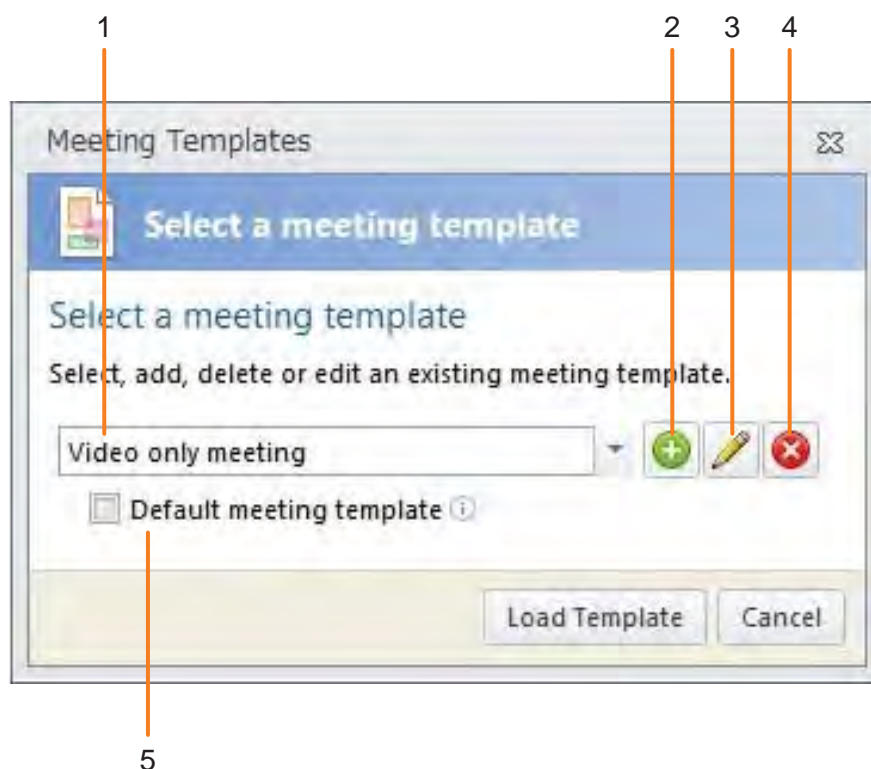 1 2 3 4
Meeting Templates
Select a meeting template
Select a meeting template
Select, add, delete or edit an existing meeting template.
Video only meeting
Default meeting template
Load Template Cancel
5